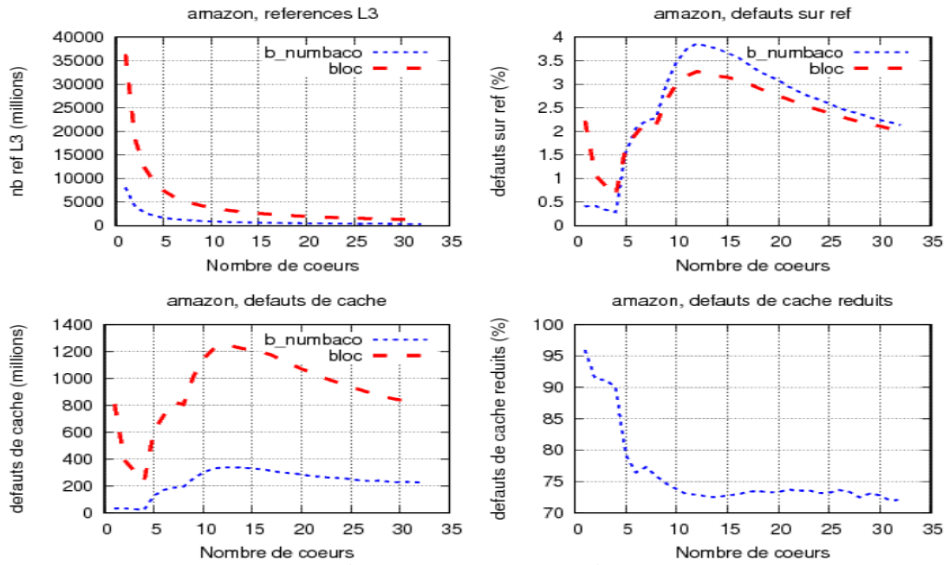 amazon, references L3
b_numbaco
bloc
nb ref L3 (millions)
40000
35000
30000
25000
20000
15000
10000
5000
0
0 5 10 15 20 25 30 35
Nombre de coeurs
amazon, defauts sur ref
b_numbaco
bloc
defauts sur ref (%)
4
3.5
3
2.5
2
1.5
1
0.5
0
0 5 10 15 20 25 30 35
Nombre de coeurs
amazon, defauts de cache
b_numbaco
bloc
defauts de cache (millions)
1400
1200
1000
800
600
400
200
0
0 5 10 15 20 25 30 35
Nombre de coeurs
amazon, defauts de cache reduits
defauts de cache reduits (%)
100
95
90
85
80
75
70
0 5 10 15 20 25 30 35
Nombre de coeurs